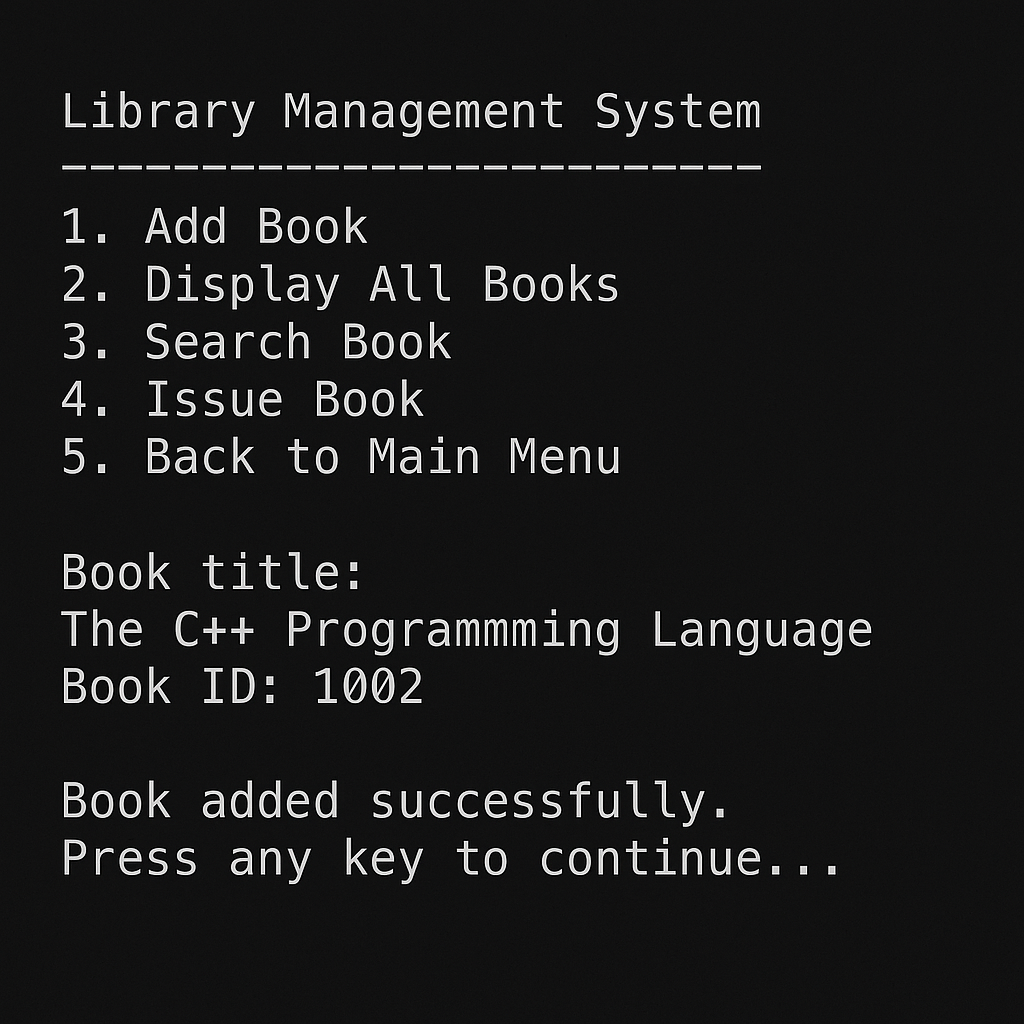 Library Management System
-------------------------
1. Add Book
2. Display All Books
3. Search Book
4. Issue Book
5. Back to Main Menu
Book title:
The C++ Programmming Language
Book ID: 1002
Book added successfully.
Press any key to continue...